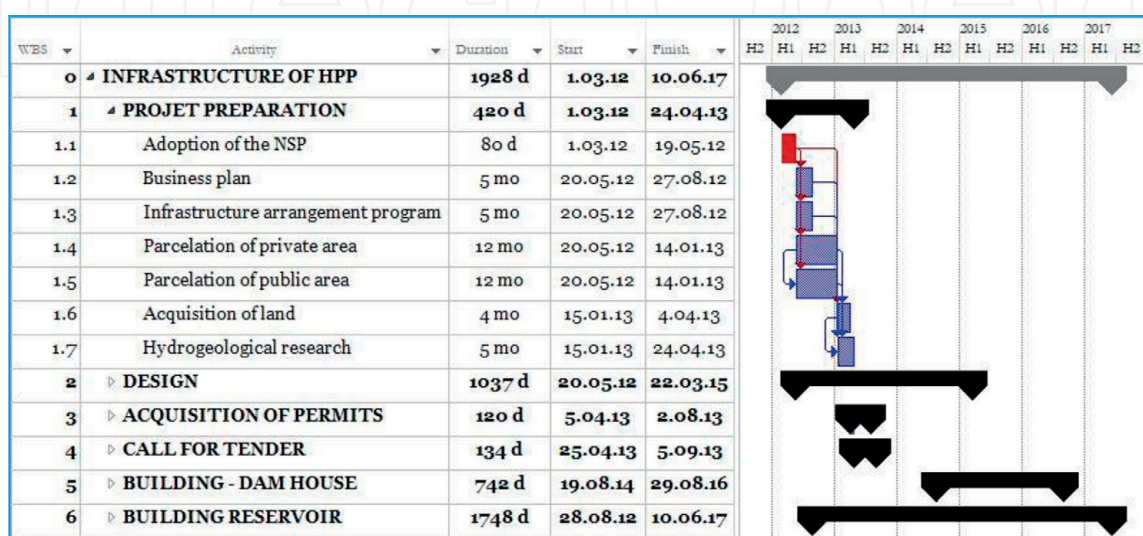 2012 2013 2014 2015 2016 2017
WBS Activity Duration Start Finish H2 H1 H2 H1 H2 H1 H2 H1 H2 H1 H2 H1 H2
0 INFRASTRUCTURE OF HPP 1928 d 1.03.12 10.06.17
1 PROJET PREPARATION 420 d 1.03.12 24.04.13
1.1 Adoption of the NSP 80 d 1.03.12 19.05.12
1.2 Business plan 5 mo 20.05.12 27.08.12
1.3 Infrastructure arrangement program 5 mo 20.05.12 27.08.12
1.4 Parcelation of private area 12 mo 20.05.12 14.01.13
1.5 Parcelation of public area 12 mo 20.05.12 14.01.13
1.6 Acquisition of land 4 mo 15.01.13 4.04.13
1.7 Hydrogeological research 5 mo 15.01.13 24.04.13
2 DESIGN 1037 d 20.05.12 22.03.15
3 ACQUISITION OF PERMITS 120 d 5.04.13 2.08.13
4 CALL FOR TENDER 134 d 25.04.13 5.09.13
5 BUILDING - DAM HOUSE 742 d 19.08.14 29.08.16
6 BUILDING RESERVOIR 1748 d 28.08.12 10.06.17